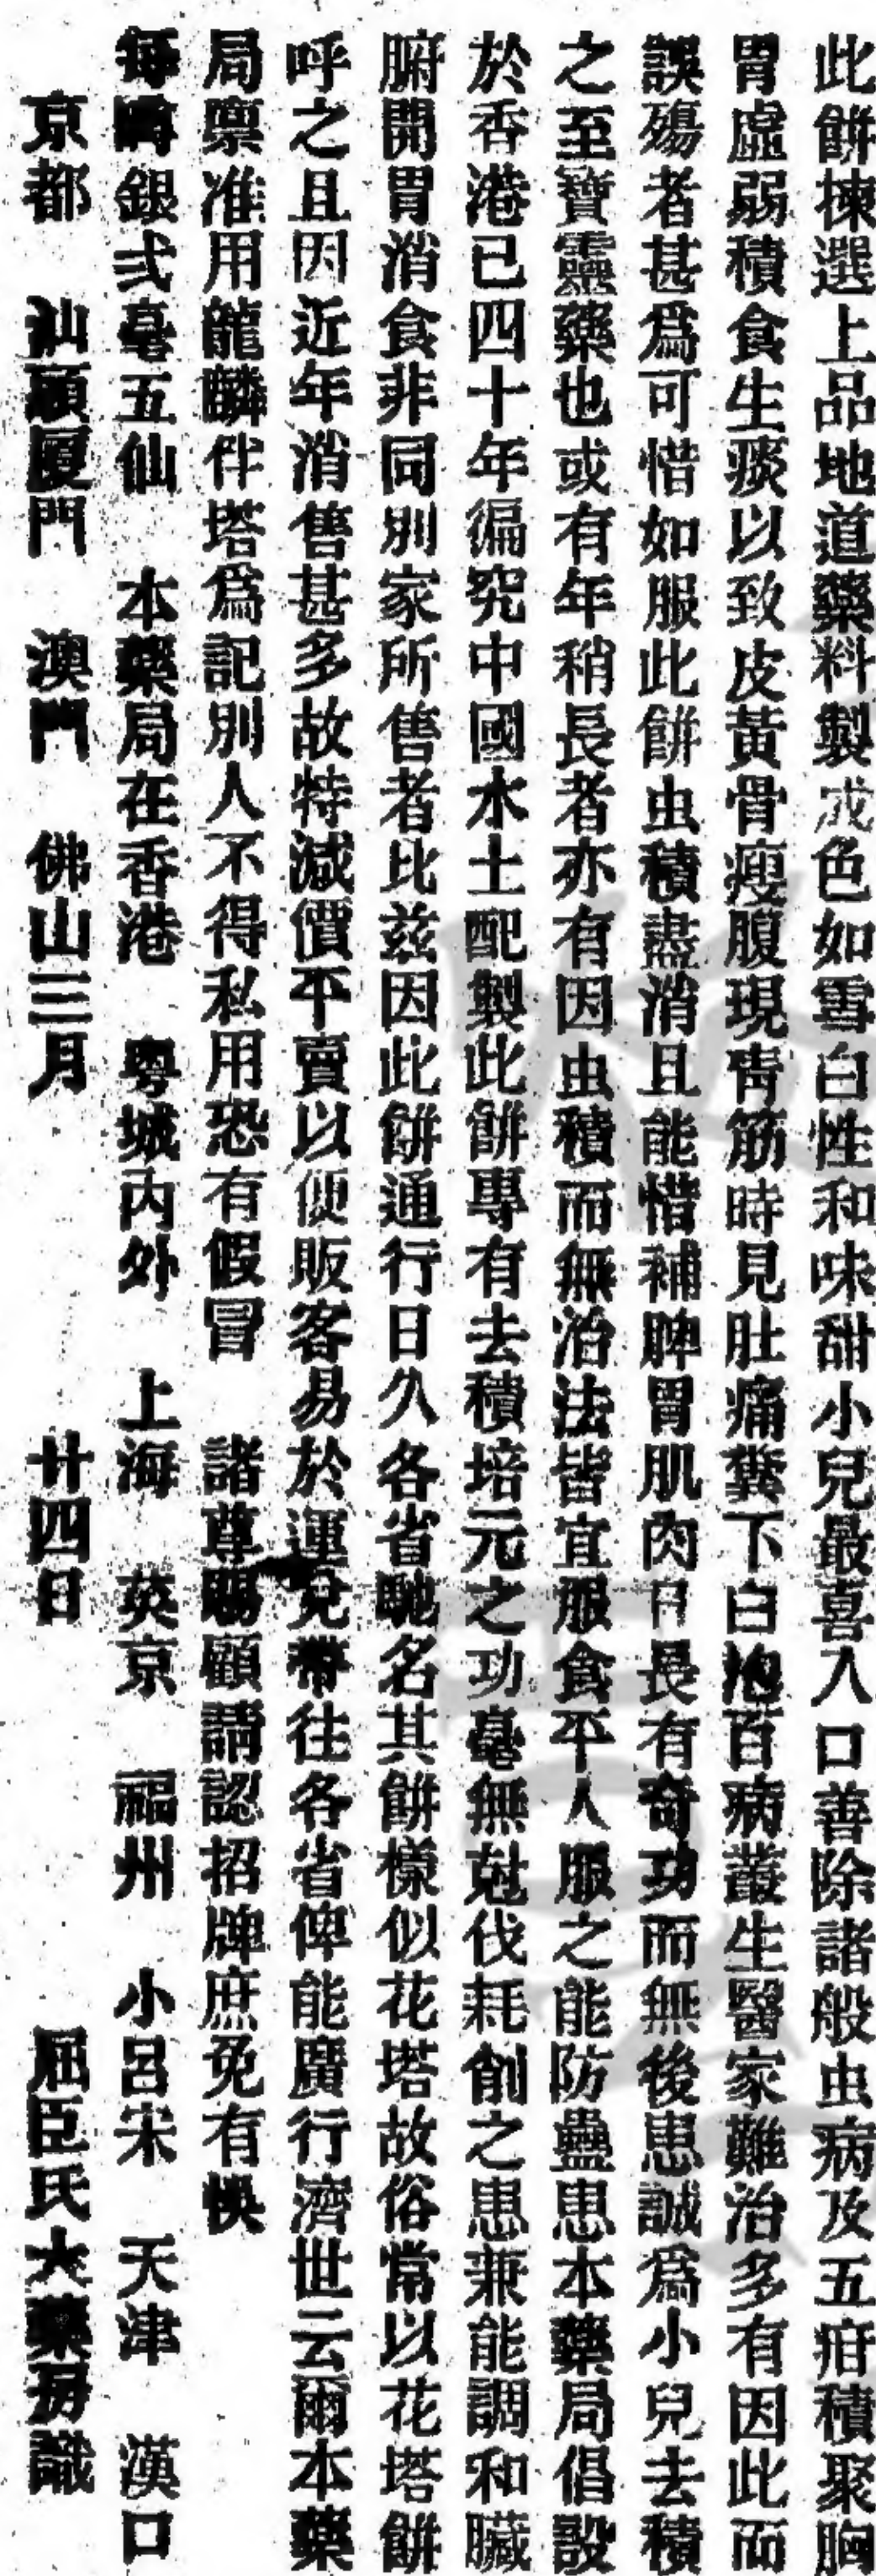 此餅揀選上品地道藥料製成色如雪白性和味甜小兒最喜入口善除諸般虫病及五疳積聚胸
胃虛弱積食生痰以致皮黃骨瘦腹現青筋時見肚痛糞下白抱百病叢生醫家難治多有因此而
誤殤者甚爲可惜如服此餅虫積盡消且能惜補脾胃肌肉日長有奇功而無後患誠爲小兒去積
之至寶靈藥也或有年稍長者亦有因虫積而無治法皆宜服食平人服之能防蠱患本藥局倡設
於香港已四十年徧究中國水土配製此餅專有去積培元之功毫無尅伐耗削之患兼能調和臟
腑開胃消食非同別家所售者比兹因此餅通行日久各省馳名其餅樣似花塔故俗常以花塔餅
呼之且因近年消售甚多故特減價平賣以便販客易於運兌帶往各省俾能廣行濟世云爾本藥
局禀准用龍麟伴塔爲記別人不得私用恐有假冒 諸尊賜顧請認招牌庶免有悞
每嚹銀弍毫五仙 本藥局在香港 粤城內外 上海 英京 福州 小呂宋 天津 漢口
京都 汕頭厦門 澳門 佛山三月 廿四日 屈臣氏大藥房識